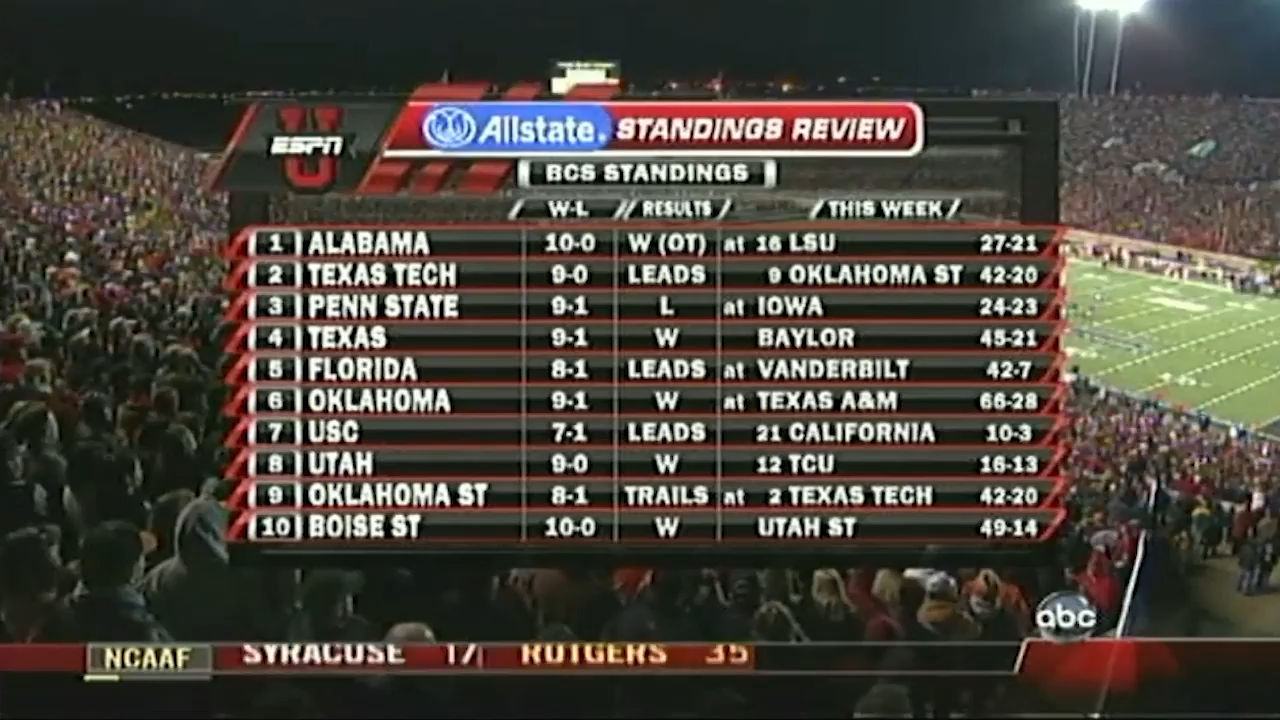 ESPN U Allstate. STANDINGS REVIEW
BCS STANDINGS
W-L RESULTS THIS WEEK
1 ALABAMA 10-0 W (OT) at 16 LSU 27-21
2 TEXAS TECH 9-0 LEADS 9 OKLAHOMA ST 42-20
3 PENN STATE 9-1 L at IOWA 24-23
4 TEXAS 9-1 W BAYLOR 45-21
5 FLORIDA 8-1 LEADS at VANDERBILT 42-7
6 OKLAHOMA 9-1 W at TEXAS A&M 66-28
7 USC 7-1 LEADS 21 CALIFORNIA 10-3
8 UTAH 9-0 W 12 TCU 16-13
9 OKLAHOMA ST 8-1 TRAILS at 2 TEXAS TECH 42-20
10 BOISE ST 10-0 W UTAH ST 49-14
abc
NCAAF SYRACUSE 17 RUTGERS 35